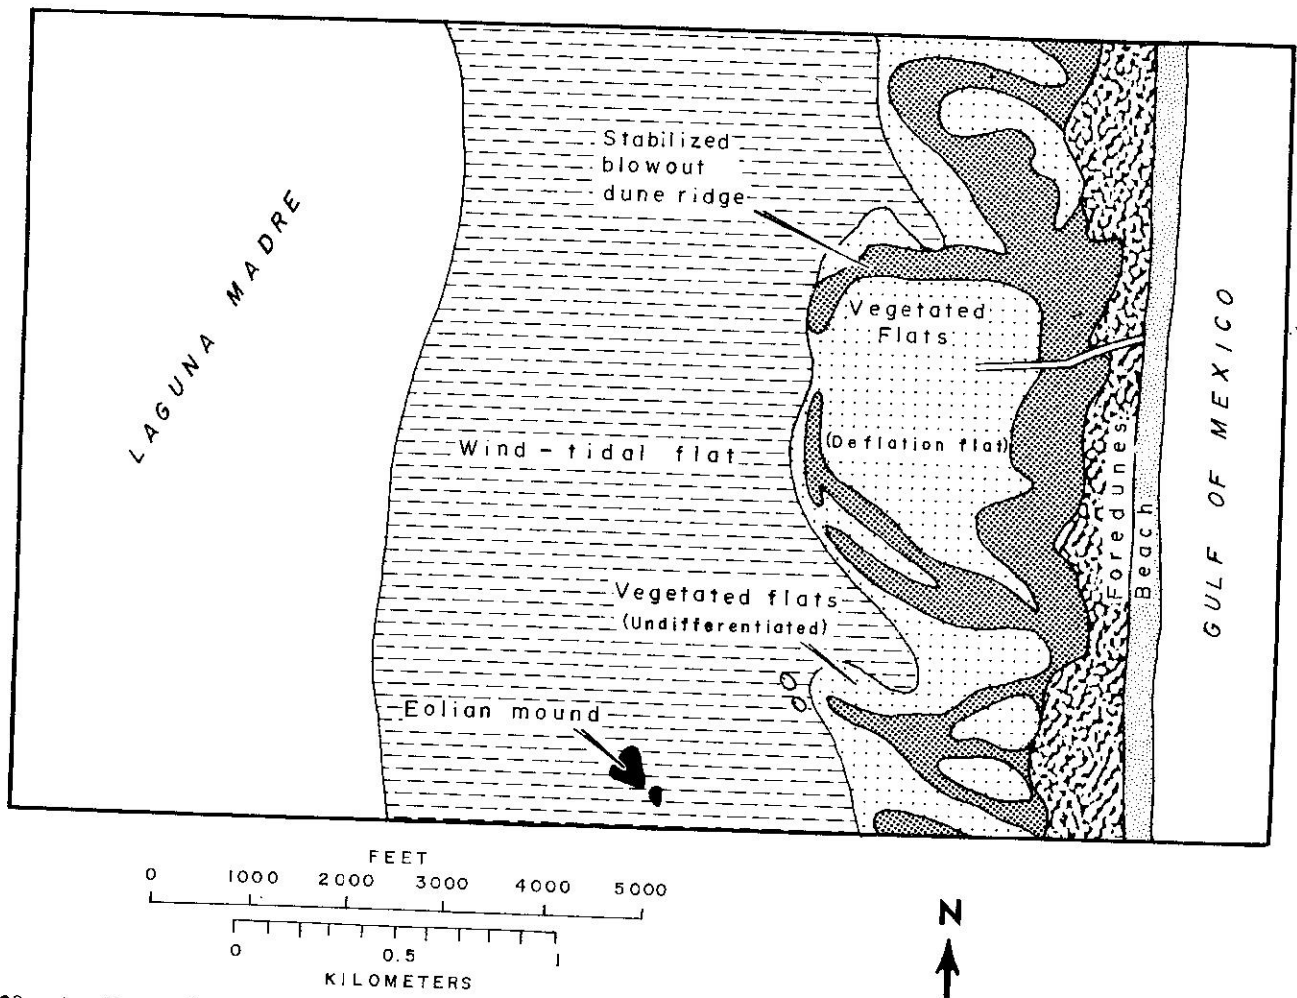 Stabilized
blowout
dune ridge
LAGUNA MADRE
Vegetated
Flats
GULF OF MEXICO
Wind-tidal flat
(Deflation flat)
Foredunes
Beach
Vegetated flats
(Undifferentiated)
Eolian mound
FEET
0 1000 2000 3000 4000 5000
0 0.5 1
KILOMETERS
N